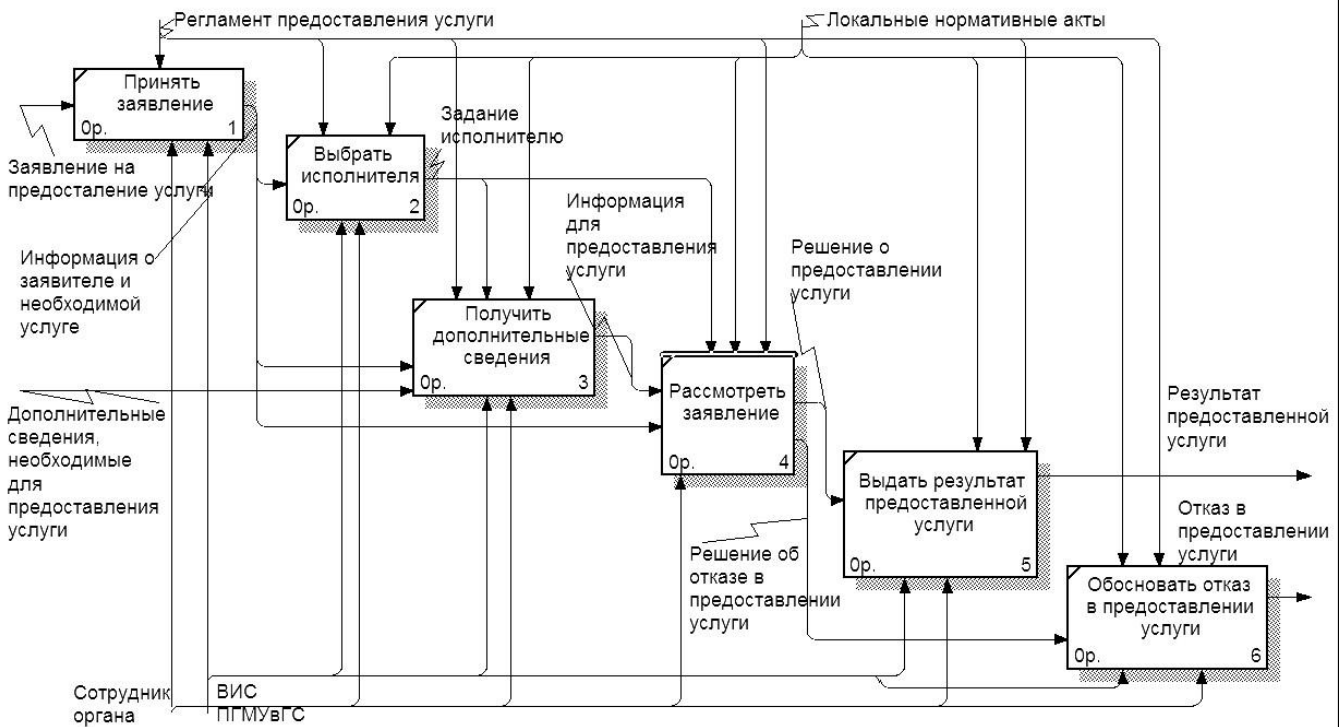 Регламент предоставления услуги
Локальные нормативные акты
Принять
заявление
0р.
1
Заявление на
предосталение услуги
Выбрать
исполнителя
0р.
2
Задание
исполнителю
Информация о
заявителе и
необходимой
услуге
Информация
для
предоставления
услуги
Решение о
предоставлении
услуги
Получить
дополнительные
сведения
0р.
3
Рассмотреть
заявление
0р.
4
Дополнительные
сведения,
необходимые
для
предоставления
услуги
Результат
предоставленной
услуги
Выдать результат
предоставленной
услуги
0р.
5
Решение об
отказе в
предоставлении
услуги
Отказ в
предоставлении
услуги
Обосновать отказ
в предоставлении
услуги
0р.
6
Сотрудник
органа
ВИС
ПГМУвГС